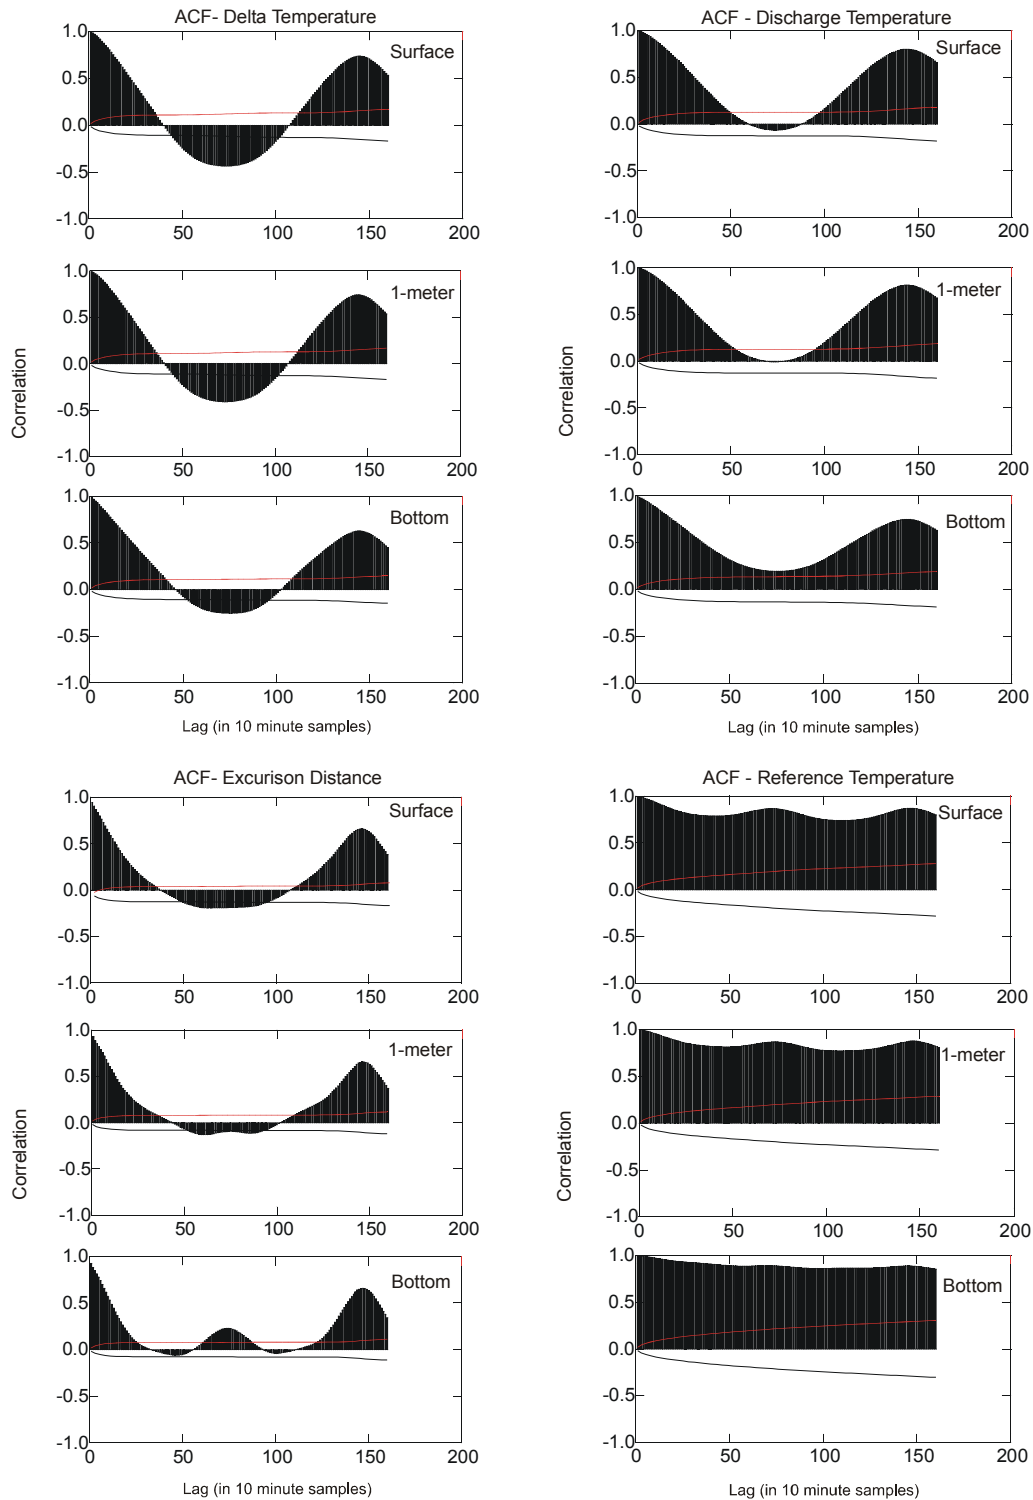 ACF- Delta Temperature
Surface
1.0
0.5
0.0
-0.5
-1.0
0 50 100 150 200
1-meter
1.0
0.5
0.0
-0.5
-1.0
0 50 100 150 200
Correlation
Bottom
1.0
0.5
0.0
-0.5
-1.0
0 50 100 150 200
Lag (in 10 minute samples)
ACF - Discharge Temperature
Surface
1.0
0.5
0.0
-0.5
-1.0
0 50 100 150 200
1-meter
1.0
0.5
0.0
-0.5
-1.0
0 50 100 150 200
Correlation
Bottom
1.0
0.5
0.0
-0.5
-1.0
0 50 100 150 200
Lag (in 10 minute samples)
ACF- Excurison Distance
Surface
1.0
0.5
0.0
-0.5
-1.0
0 50 100 150 200
1-meter
1.0
0.5
0.0
-0.5
-1.0
0 50 100 150 200
Correlation
Bottom
1.0
0.5
0.0
-0.5
-1.0
0 50 100 150 200
Lag (in 10 minute samples)
ACF - Reference Temperature
Surface
1.0
0.5
0.0
-0.5
-1.0
0 50 100 150 200
1-meter
1.0
0.5
0.0
-0.5
-1.0
0 50 100 150 200
Correlation
Bottom
1.0
0.5
0.0
-0.5
-1.0
0 50 100 150 200
Lag (in 10 minute samples)